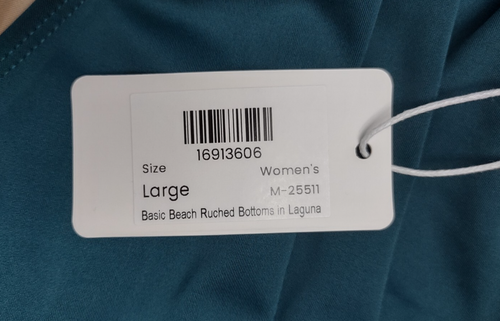 16913606
Size Women's
Large M-25511
Basic Beach Ruched Bottoms in Laguna